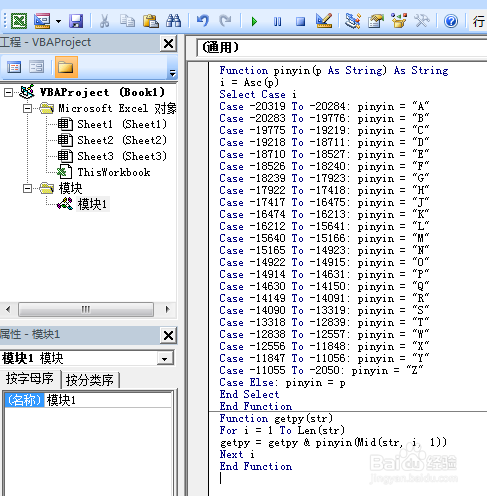 行
工程 - VBAProject
VBAProject (Book1)
Microsoft Excel 对象
Sheet1 (Sheet1)
Sheet2 (Sheet2)
Sheet3 (Sheet3)
ThisWorkbook
模块
模块1
属性 - 模块1
模块1 模块
按字母序 按分类序
(名称) 模块1
(通用)
Function pinyin(p As String) As String
i = Asc(p)
Select Case i
Case -20319 To -20284: pinyin = "A"
Case -20283 To -19776: pinyin = "B"
Case -19775 To -19219: pinyin = "C"
Case -19218 To -18711: pinyin = "D"
Case -18710 To -18527: pinyin = "E"
Case -18526 To -18240: pinyin = "F"
Case -18239 To -17923: pinyin = "G"
Case -17922 To -17418: pinyin = "H"
Case -17417 To -16475: pinyin = "J"
Case -16474 To -16213: pinyin = "K"
Case -16212 To -15641: pinyin = "L"
Case -15640 To -15166: pinyin = "M"
Case -15165 To -14923: pinyin = "N"
Case -14922 To -14915: pinyin = "O"
Case -14914 To -14631: pinyin = "P"
Case -14630 To -14150: pinyin = "Q"
Case -14149 To -14091: pinyin = "R"
Case -14090 To -13319: pinyin = "S"
Case -13318 To -12839: pinyin = "T"
Case -12838 To -12557: pinyin = "W"
Case -12556 To -11848: pinyin = "X"
Case -11847 To -11056: pinyin = "Y"
Case -11055 To -2050: pinyin = "Z"
Case Else: pinyin = p
End Select
End Function
Function getpy(str)
For i = 1 To Len(str)
getpy = getpy & pinyin(Mid(str, i, 1))
Next i
End Function
Baidu 经验